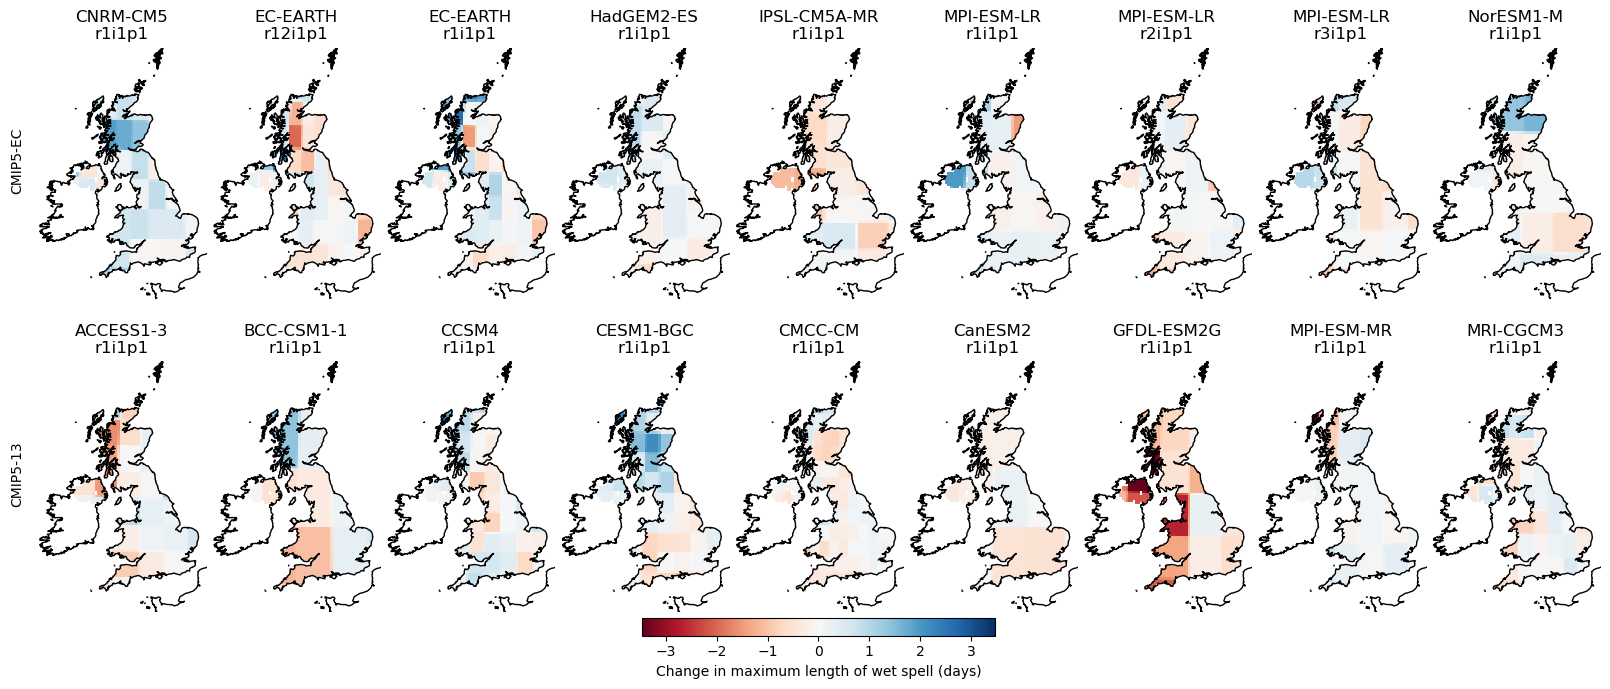 CNRM-CM5 EC-EARTH EC-EARTH HadGEM2-ES IPSL-CM5A-MR MPI-ESM-LR MPI-ESM-LR MPI-ESM-LR NorESM1-M
r1i1p1 r12i1p1 r1i1p1 r1i1p1 r1i1p1 r1i1p1 r2i1p1 r3i1p1 r1i1p1
CMIP5-EC
ACCESS1-3 BCC-CSM1-1 CCSM4 CESM1-BGC CMCC-CM CanESM2 GFDL-ESM2G MPI-ESM-MR MRI-CGCM3
r1i1p1 r1i1p1 r1i1p1 r1i1p1 r1i1p1 r1i1p1 r1i1p1 r1i1p1 r1i1p1
CMIP5-13
−3 −2 −1 0 1 2 3
Change in maximum length of wet spell (days)